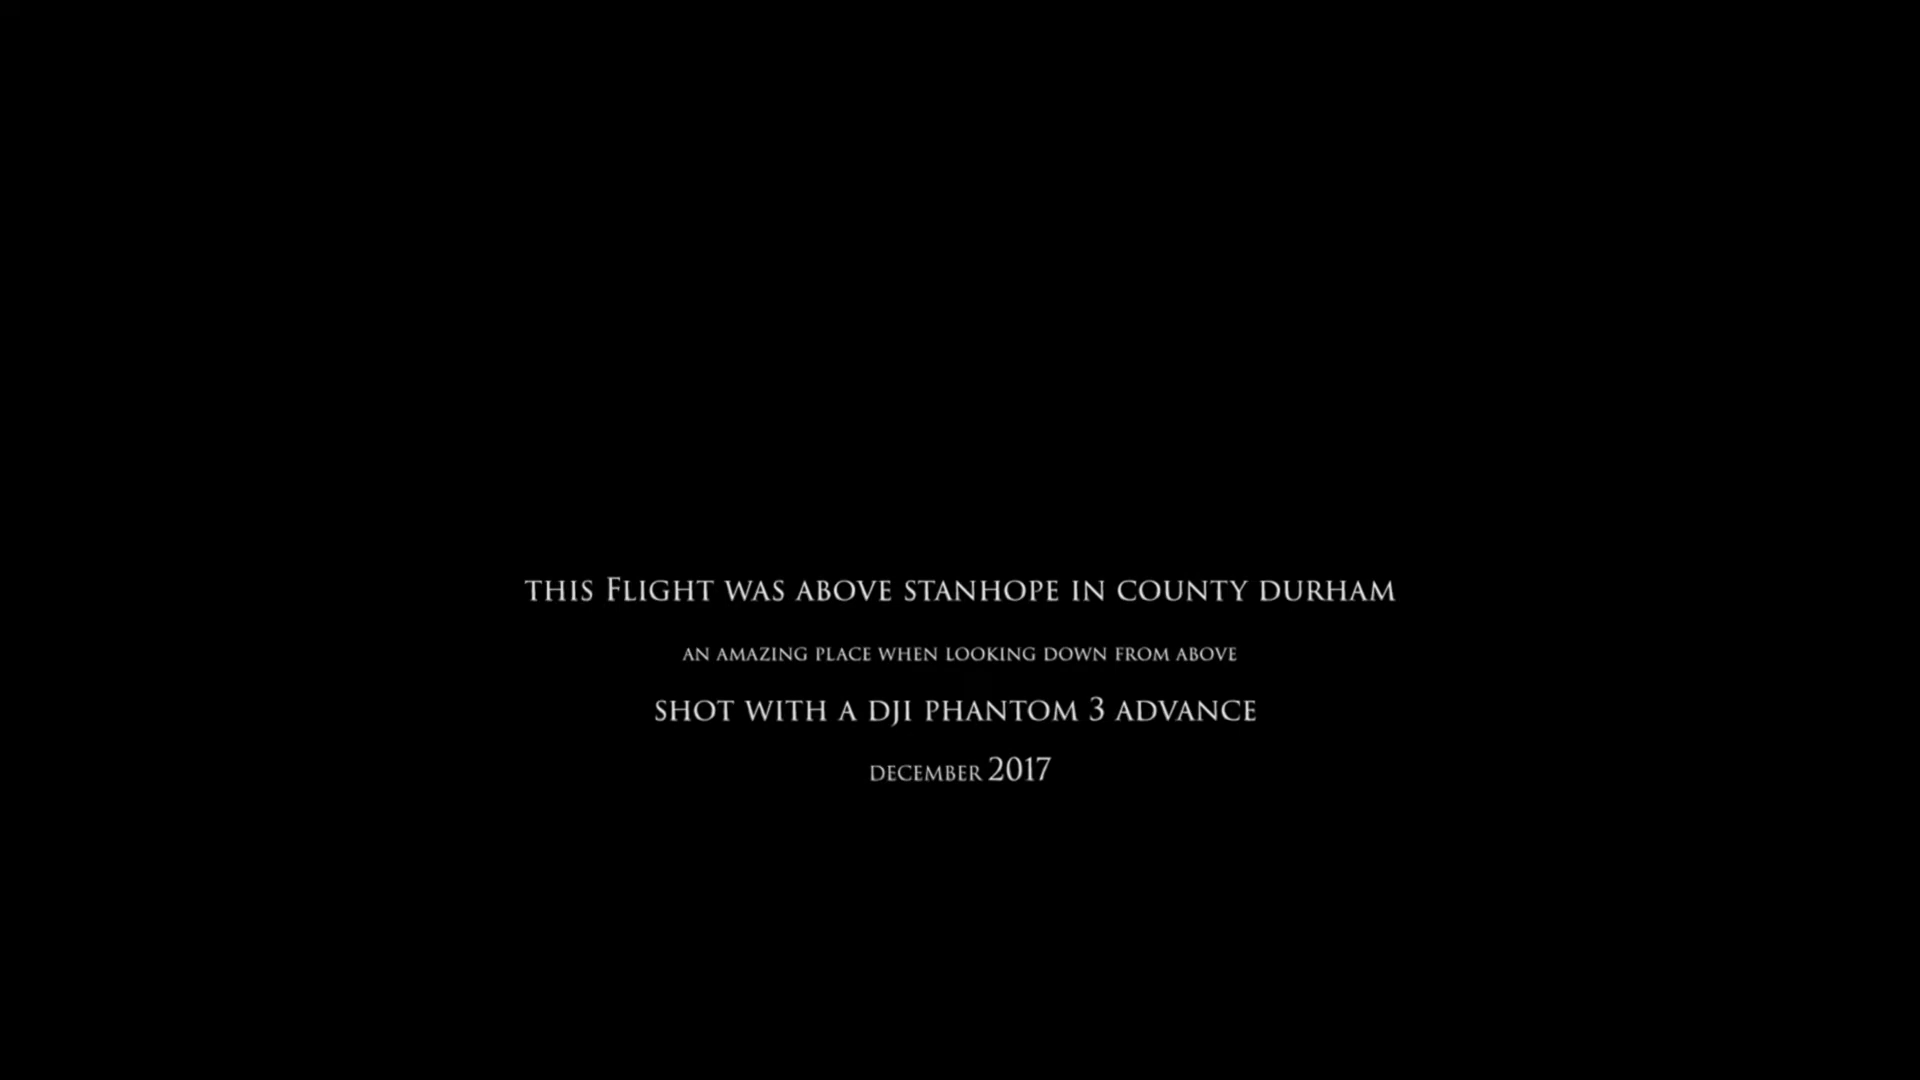 THIS FLIGHT WAS ABOVE STANHOPE IN COUNTY DURHAM
AN AMAZING PLACE WHEN LOOKING DOWN FROM ABOVE
SHOT WITH A DJI PHANTOM 3 ADVANCE
DECEMBER 2017